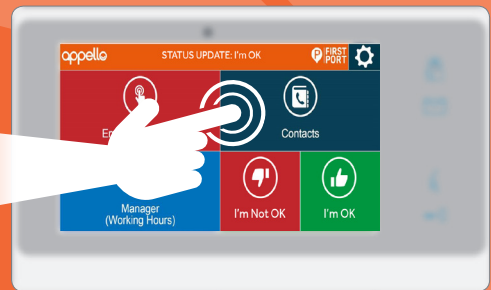 appello
STATUS UPDATE: I'm OK
FIRST
PORT
Contacts
Manager
(Working Hours)
I'm Not OK
I'm OK